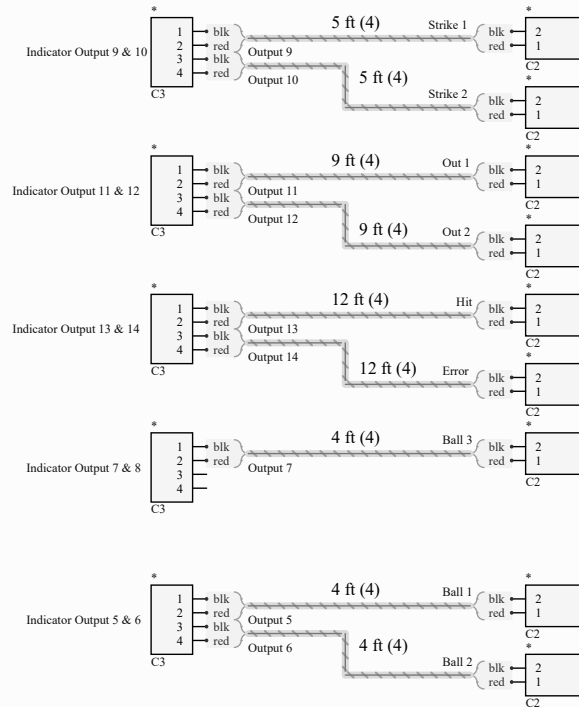 * 5 ft (4) Strike 1 *
1 blk blk 2
Indicator Output 9 & 10 2 red Output 9 red 1
3 blk C2
4 red Output 10 5 ft (4) *
C3 Strike 2 blk 2
red 1
C2
* 9 ft (4) Out 1 *
1 blk blk 2
Indicator Output 11 & 12 2 red Output 11 red 1
3 blk C2
4 red Output 12 *
C3 9 ft (4) Out 2 blk 2
red 1
C2
* 12 ft (4) Hit *
1 blk blk 2
Indicator Output 13 & 14 2 red Output 13 red 1
3 blk C2
4 red Output 14 *
C3 12 ft (4) Error blk 2
red 1
C2
* 4 ft (4) Ball 3 *
1 blk blk 2
Indicator Output 7 & 8 2 red Output 7 red 1
3 C2
4
C3
* 4 ft (4) Ball 1 *
1 blk blk 2
Indicator Output 5 & 6 2 red Output 5 red 1
3 blk C2
4 red Output 6 4 ft (4) *
C3 Ball 2 blk 2
red 1
C2